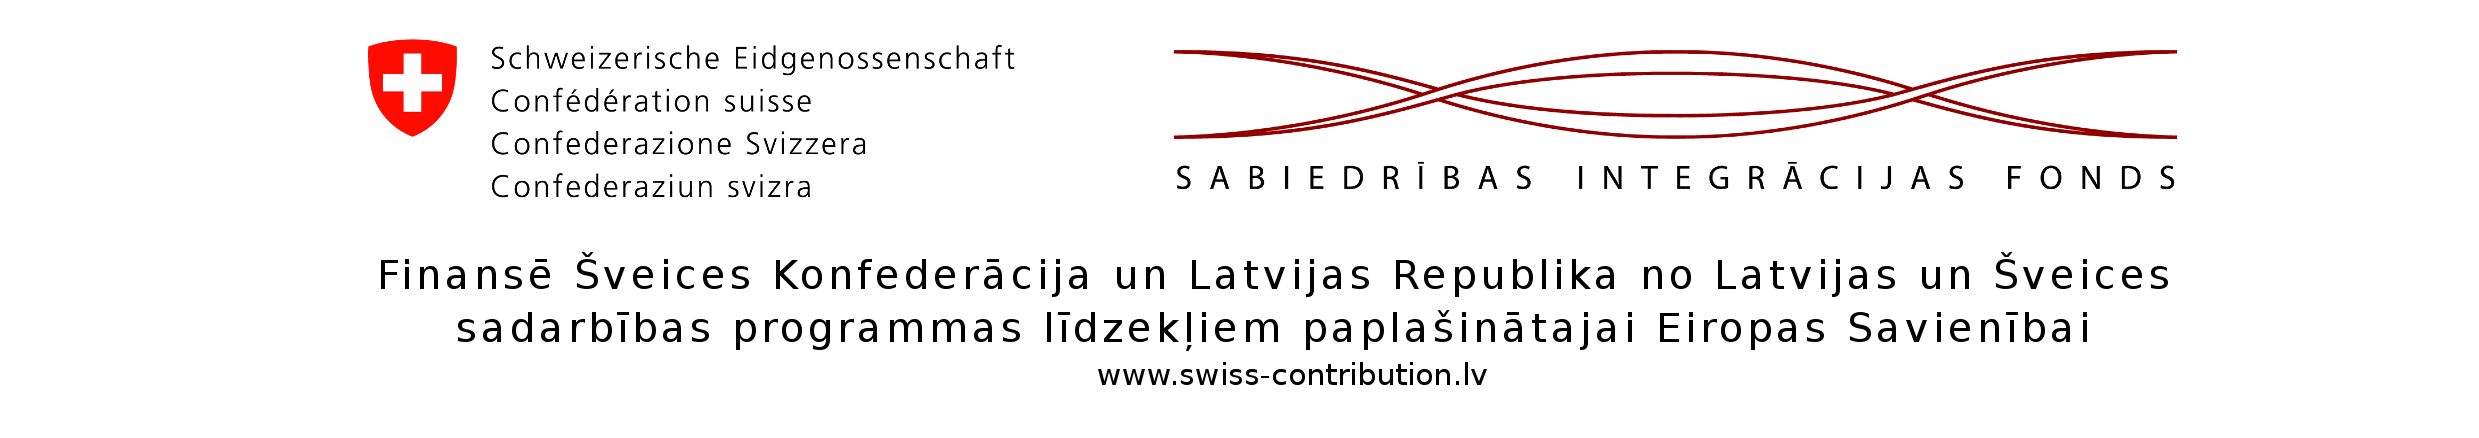 Schweizerische Eidgenossenschaft
Confédération suisse
Confederazione Svizzera
Confederaziun svizra
SABIEDRĪBAS INTEGRĀCIJAS FONDS
Finansē Šveices Konfederācija un Latvijas Republika no Latvijas un Šveices
sadarbības programmas līdzekļiem paplašinātajai Eiropas Savienībai
www.swiss-contribution.lv